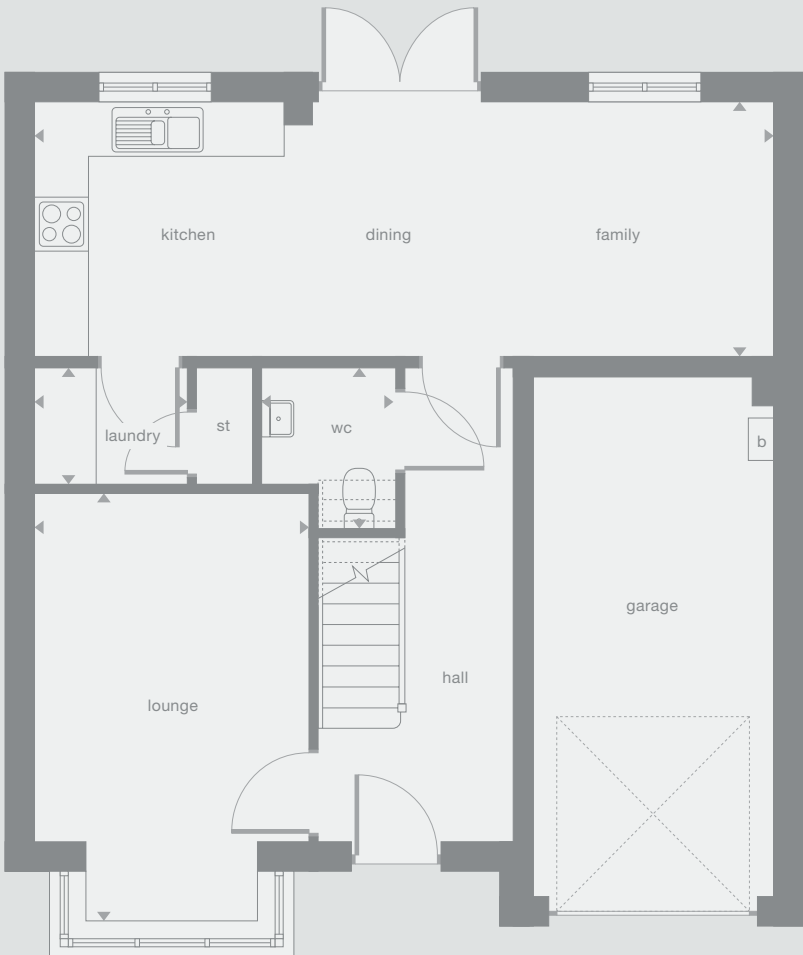 kitchen
dining
family
laundry
st
wc
b
garage
hall
lounge